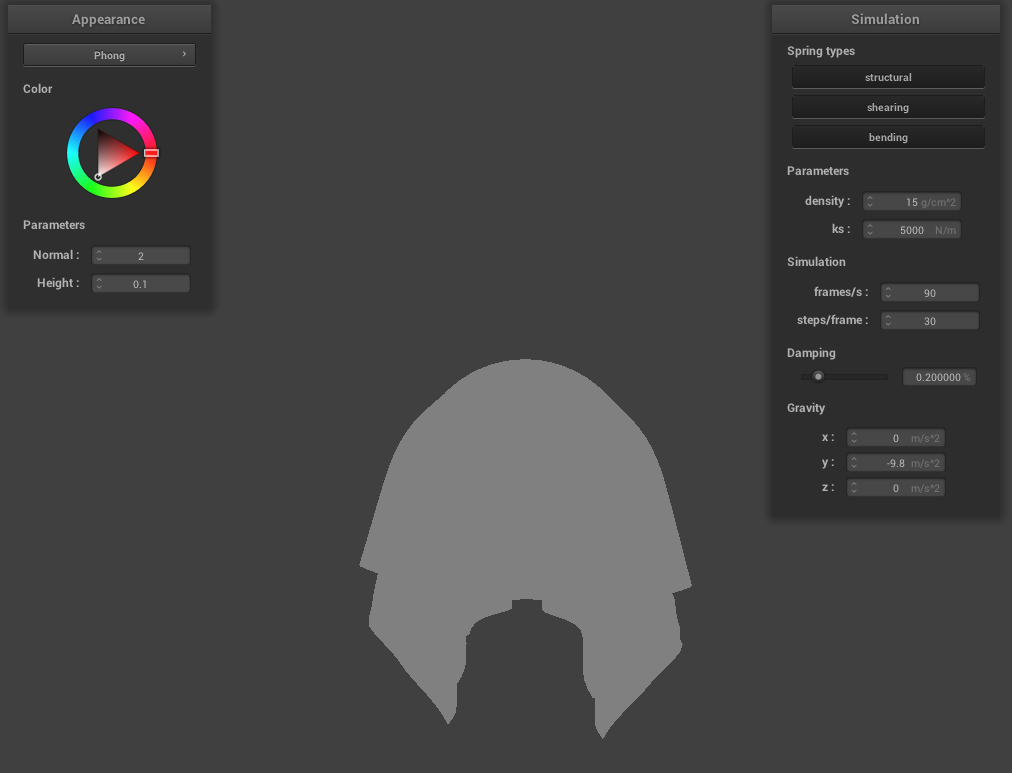 Appearance
Phong
Color
Parameters
Normal : 2
Height : 0.1
Simulation
Spring types
structural
shearing
bending
Parameters
density : 15 g/cm^2
ks : 5000 N/m
Simulation
frames/s : 90
steps/frame : 30
Damping
0.200000 %
Gravity
x : 0 m/s^2
y : -9.8 m/s^2
z : 0 m/s^2